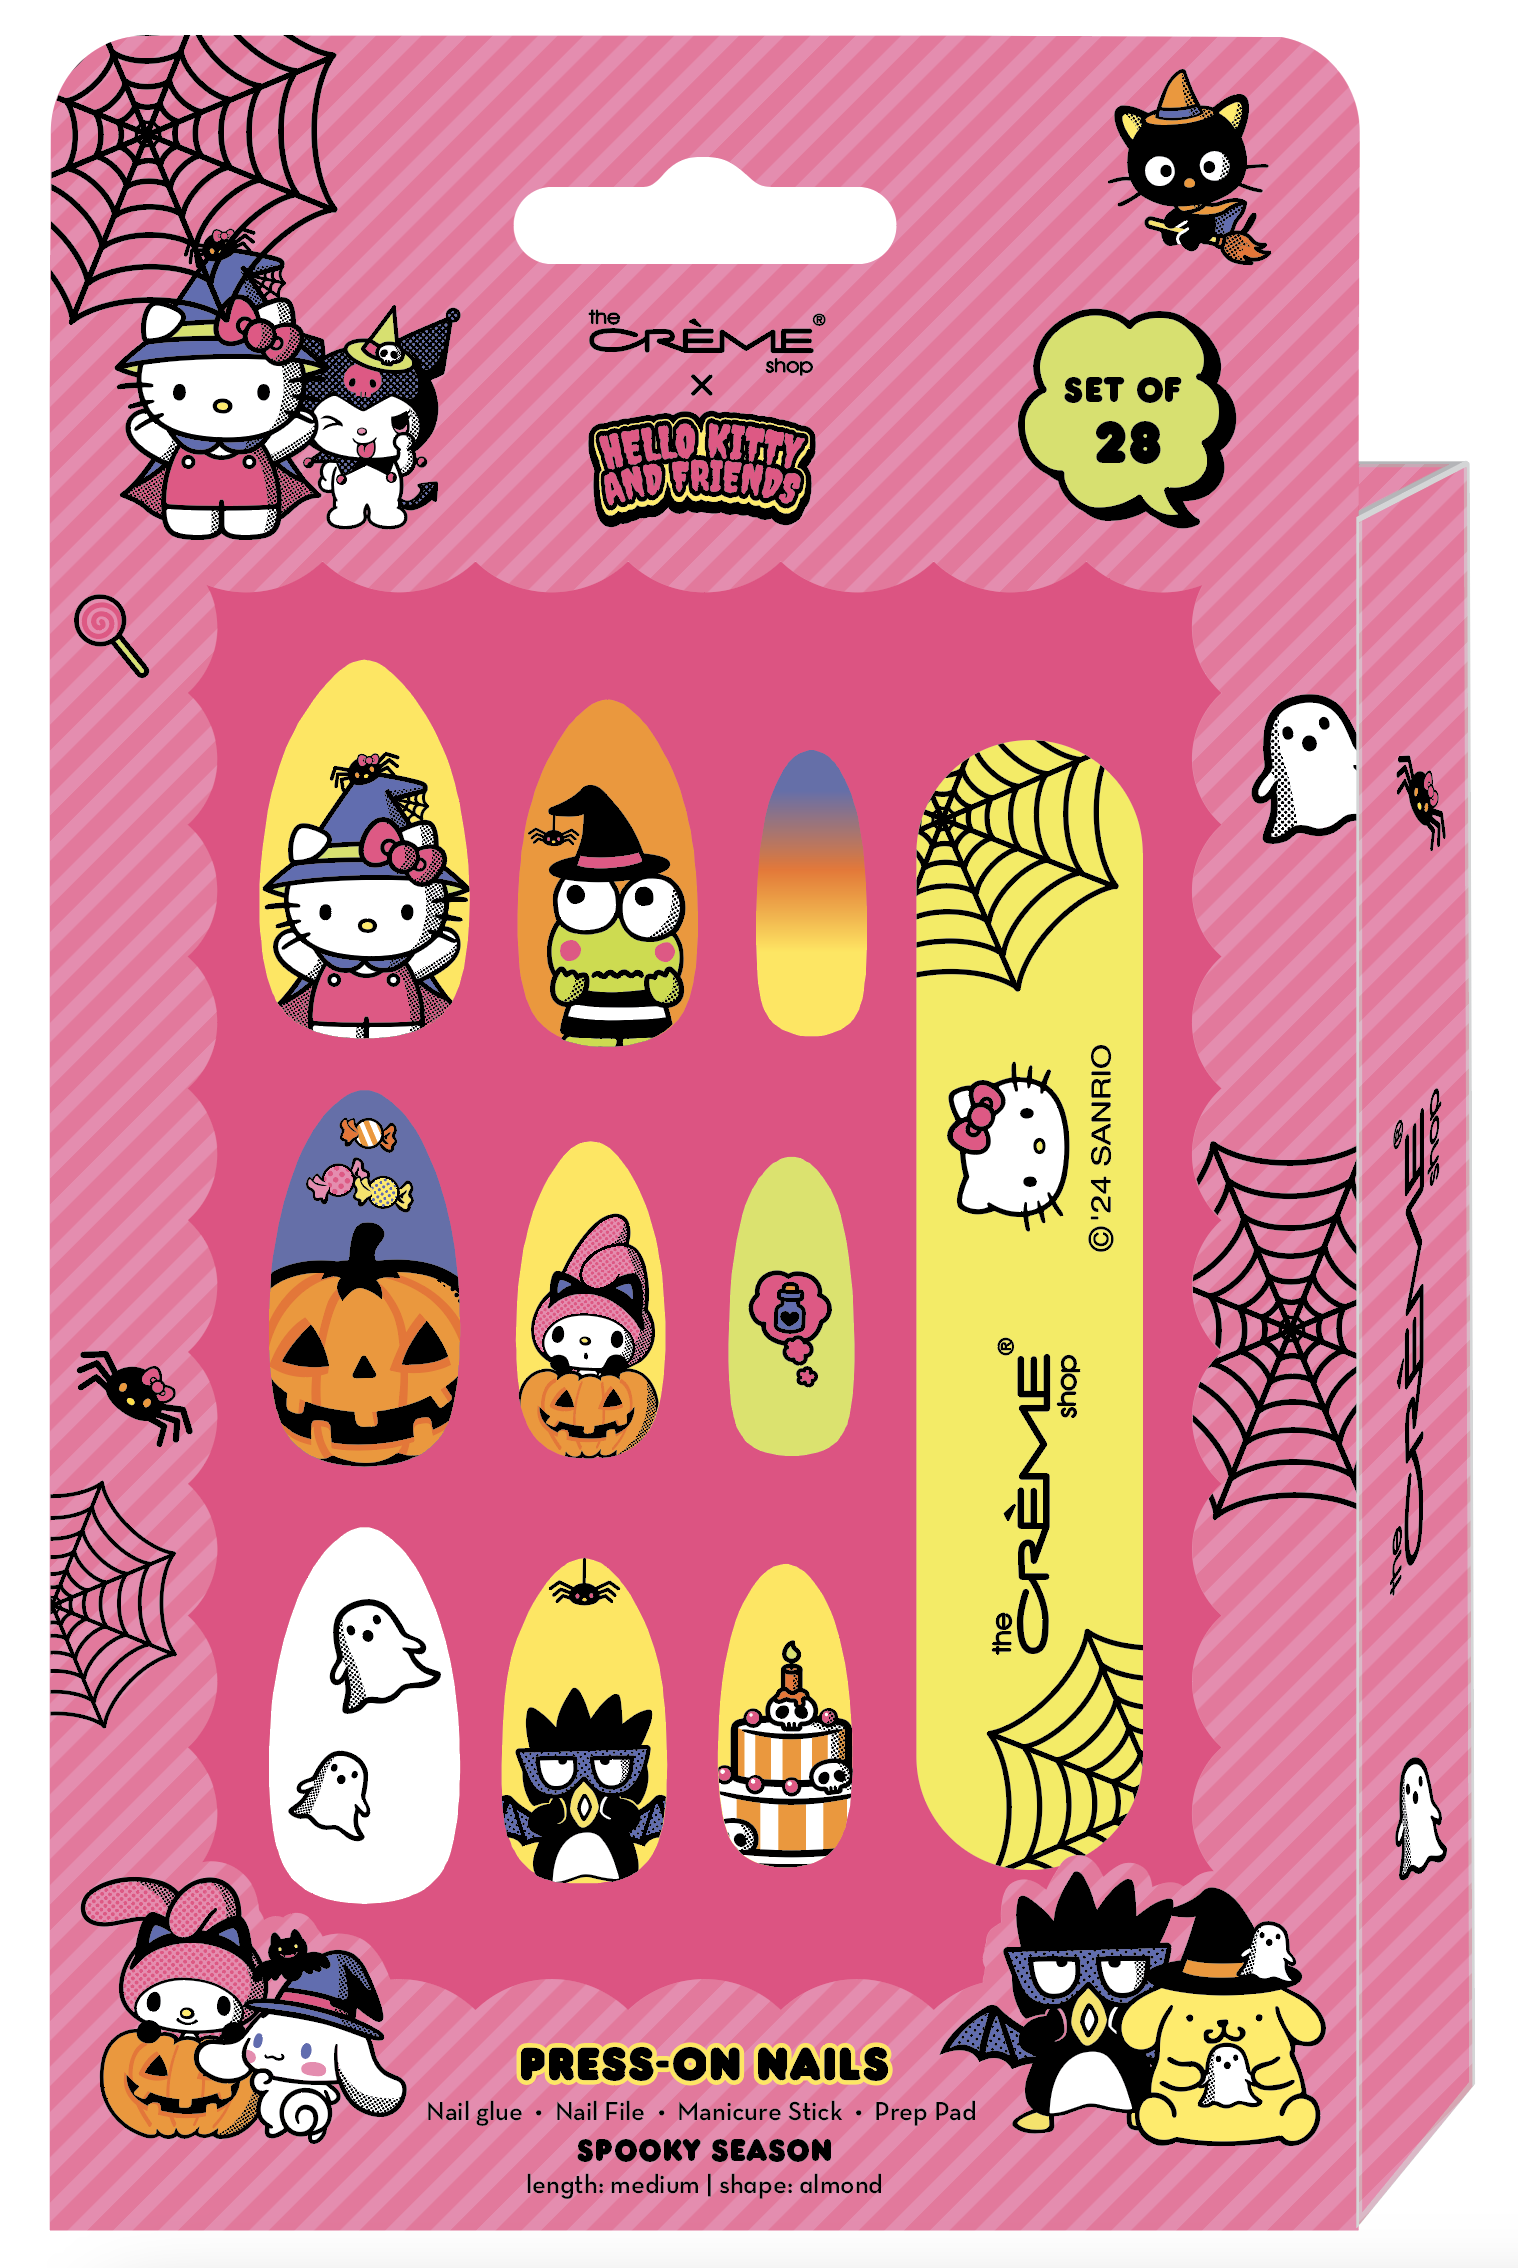 the
CRÈME®
shop
×
HELLO KITTY
AND FRIENDS
SET OF
28
© '24 SANRIO
the
CRÈME®
shop
the
CRÈME®
shop
PRESS-ON NAILS
Nail glue • Nail File • Manicure Stick • Prep Pad
SPOOKY SEASON
length: medium | shape: almond